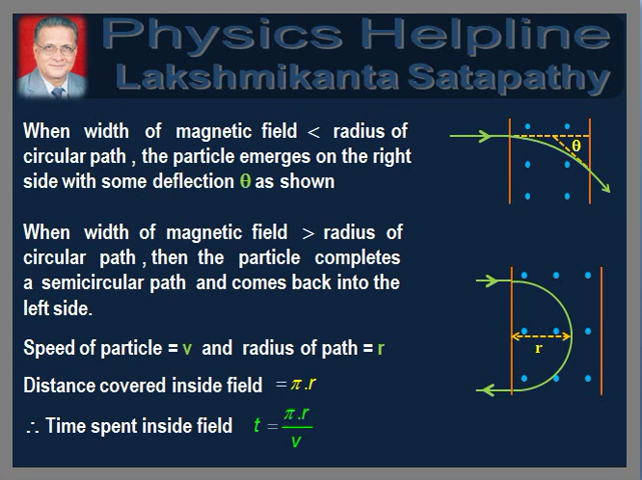 Physics Helpline
Lakshmikanta Satapathy
When width of magnetic field < radius of
circular path , the particle emerges on the right
side with some deflection θ as shown
θ
When width of magnetic field > radius of
circular path , then the particle completes
a semicircular path and comes back into the
left side.
r
Speed of particle = v and radius of path = r
Distance covered inside field = π.r
∴ Time spent inside field t = π.r / v